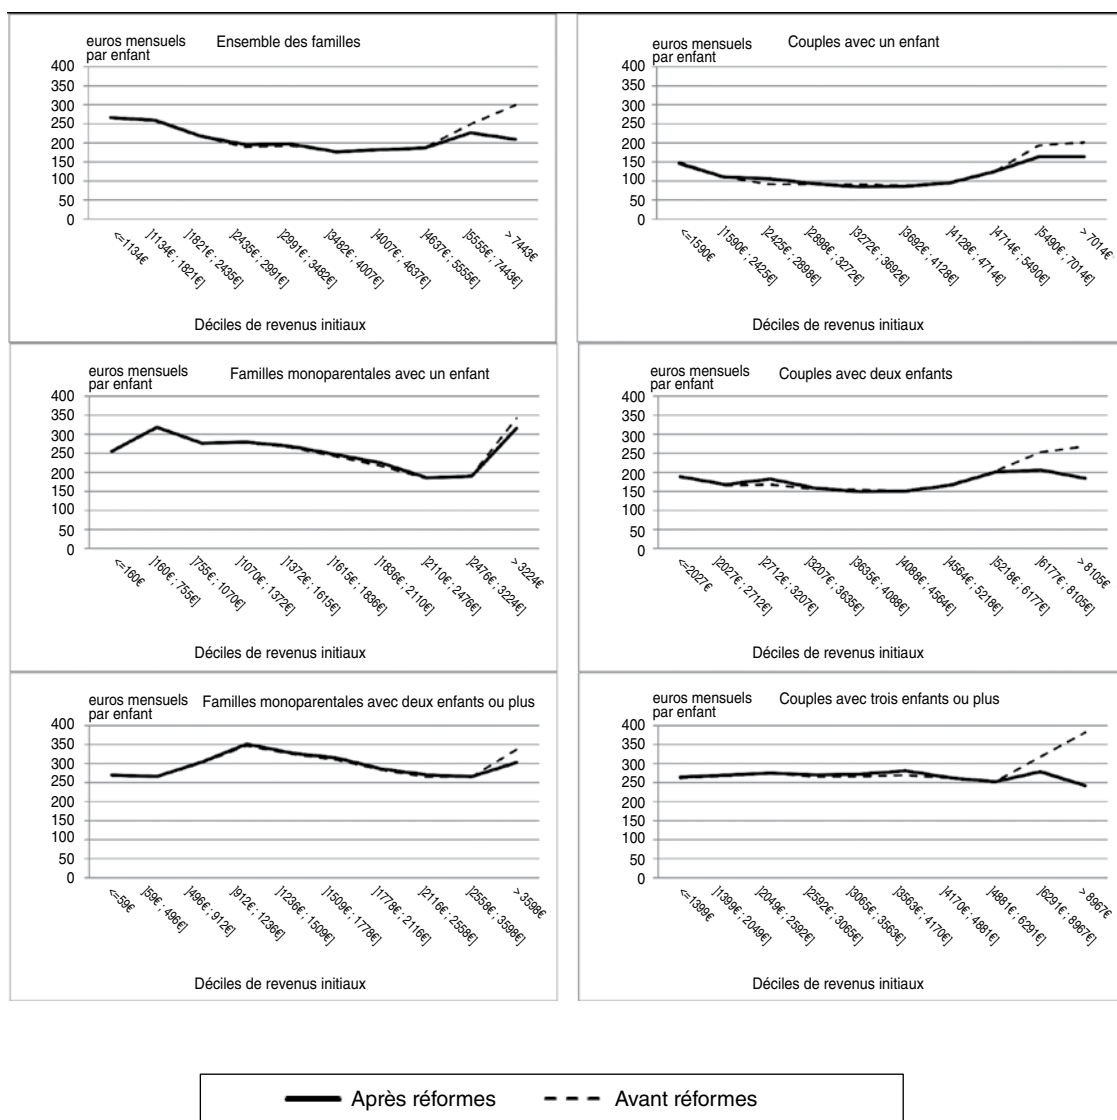 euros mensuels
par enfant
Ensemble des familles
400
350
300
250
200
150
100
50
0
<=1134€
]1134€ ; 1821€]
]1821€ ; 2435€]
]2435€ ; 2991€]
]2991€ ; 3482€]
]3482€ ; 4007€]
]4007€ ; 4637€]
]4637€ ; 5555€]
]5555€ ; 7443€]
> 7443€
Déciles de revenus initiaux
euros mensuels
par enfant
Couples avec un enfant
400
350
300
250
200
150
100
50
0
<=1590€
]1590€ ; 2425€]
]2425€ ; 2898€]
]2898€ ; 3272€]
]3272€ ; 3692€]
]3692€ ; 4128€]
]4128€ ; 4714€]
]4714€ ; 5490€]
]5490€ ; 7014€]
> 7014€
Déciles de revenus initiaux
euros mensuels
par enfant
Familles monoparentales avec un enfant
400
350
300
250
200
150
100
50
0
<=160€
]160€ ; 755€]
]755€ ; 1070€]
]1070€ ; 1372€]
]1372€ ; 1615€]
]1615€ ; 1836€]
]1836€ ; 2110€]
]2110€ ; 2476€]
]2476€ ; 3224€]
> 3224€
Déciles de revenus initiaux
euros mensuels
par enfant
Couples avec deux enfants
400
350
300
250
200
150
100
50
0
<=2027€
]2027€ ; 2712€]
]2712€ ; 3207€]
]3207€ ; 3635€]
]3635€ ; 4088€]
]4088€ ; 4564€]
]4564€ ; 5218€]
]5218€ ; 6177€]
]6177€ ; 8105€]
> 8105€
Déciles de revenus initiaux
euros mensuels
par enfant
Familles monoparentales avec deux enfants ou plus
400
350
300
250
200
150
100
50
0
<=59€
]59€ ; 496€]
]496€ ; 912€]
]912€ ; 1236€]
]1236€ ; 1509€]
]1509€ ; 1778€]
]1778€ ; 2116€]
]2116€ ; 2558€]
]2558€ ; 3598€]
> 3598€
Déciles de revenus initiaux
euros mensuels
par enfant
Couples avec trois enfants ou plus
400
350
300
250
200
150
100
50
0
<=1399€
]1399€ ; 2049€]
]2049€ ; 2592€]
]2592€ ; 3065€]
]3065€ ; 3563€]
]3563€ ; 4170€]
]4170€ ; 4881€]
]4881€ ; 6291€]
]6291€ ; 8967€]
> 8967€
Déciles de revenus initiaux
Après réformes
Avant réformes